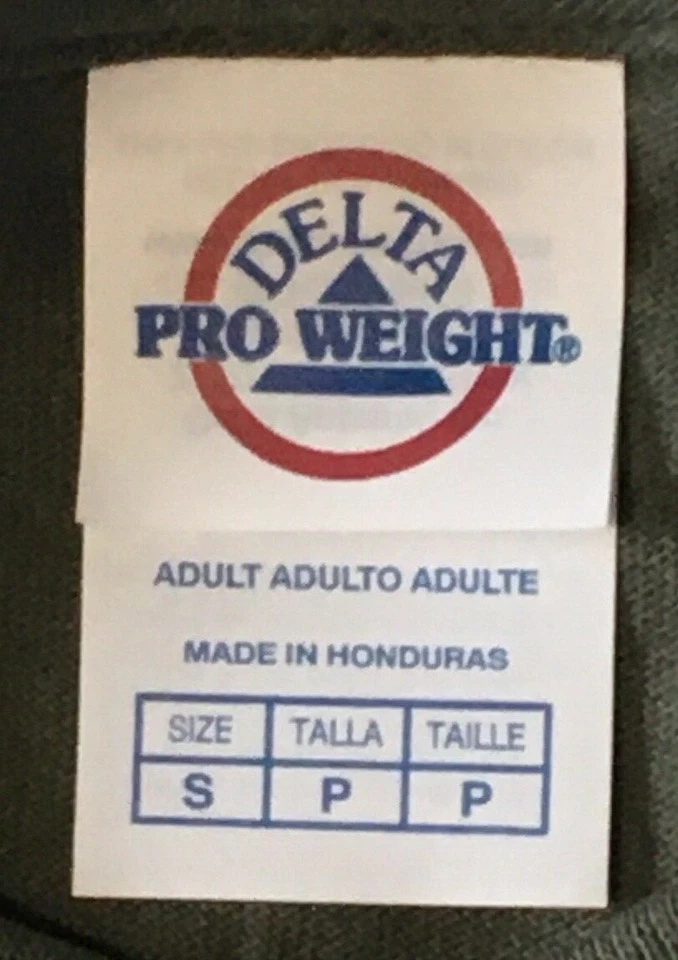 DELTA
PRO WEIGHT®
ADULT ADULTO ADULTE
MADE IN HONDURAS
SIZE TALLA TAILLE
S P P